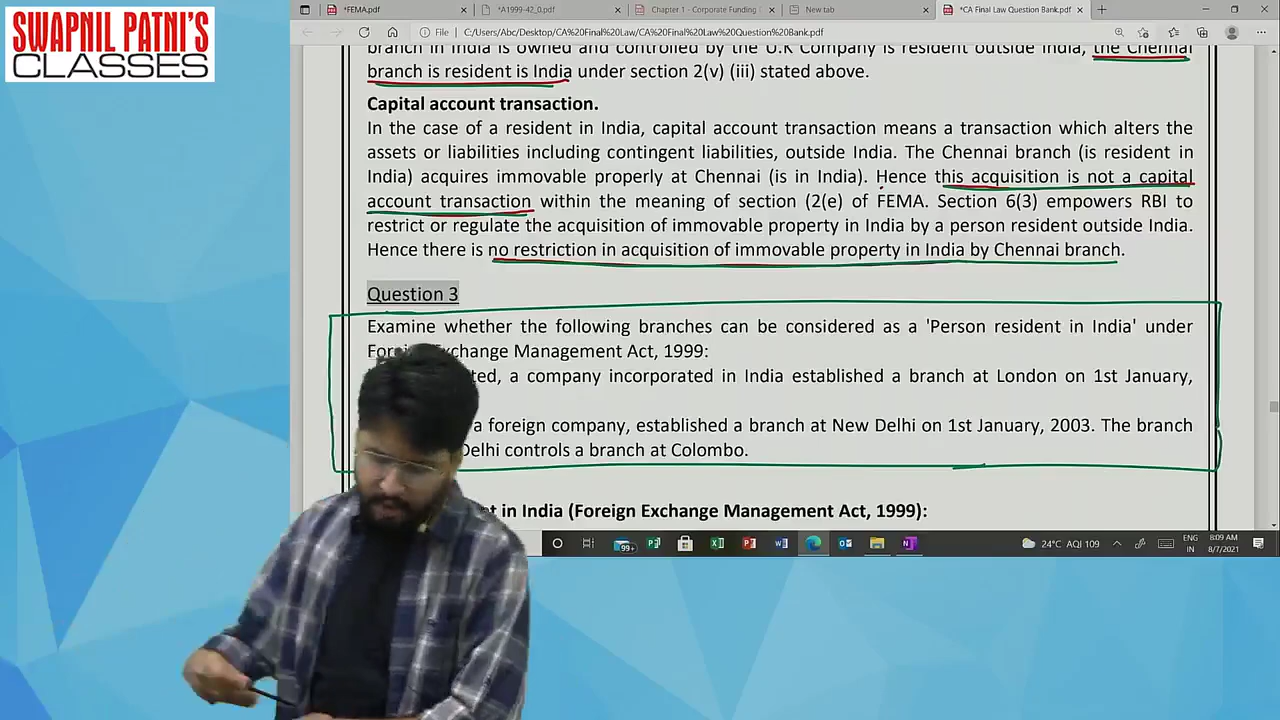 SWAPNIL PATNI'S
CLASSES
*FEMA.pdf
*A1999-42_0.pdf
Chapter 1 - Corporate Funding
New tab
*CA Final Law Question Bank.pdf
File
C:/Users/Abc/Desktop/CA%20Final%20Law/CA%20Final%20Law%20Question%20Bank.pdf
branch in India is owned and controlled by the U.K Company is resident outside India, the Chennai
branch is resident is India under section 2(v) (iii) stated above.
Capital account transaction.
In the case of a resident in India, capital account transaction means a transaction which alters the
assets or liabilities including contingent liabilities, outside India. The Chennai branch (is resident in
India) acquires immovable properly at Chennai (is in India). Hence this acquisition is not a capital
account transaction within the meaning of section (2(e) of FEMA. Section 6(3) empowers RBI to
restrict or regulate the acquisition of immovable property in India by a person resident outside India.
Hence there is no restriction in acquisition of immovable property in India by Chennai branch.
Question 3
Examine whether the following branches can be considered as a 'Person resident in India' under
Exchange Management Act, 1999:
a company incorporated in India established a branch at London on 1st January,
a foreign company, established a branch at New Delhi on 1st January, 2003. The branch
Delhi controls a branch at Colombo.
in India (Foreign Exchange Management Act, 1999):
99+
24°C AQI 109
ENG
IN
8:09 AM
8/7/2021